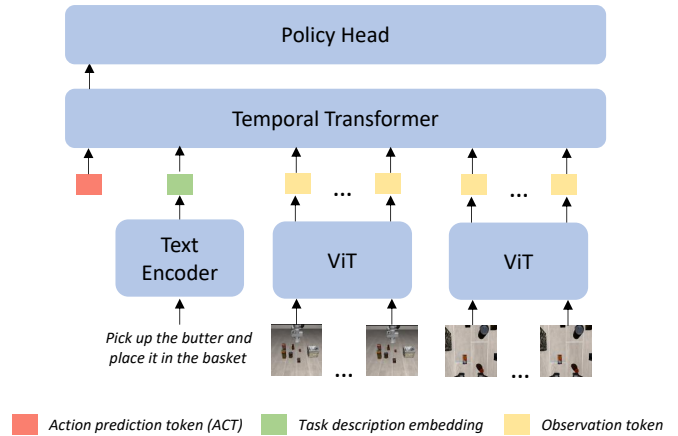 Policy Head
Temporal Transformer
... ...
Text
Encoder
ViT
ViT
Pick up the butter and
place it in the basket
... ...
Action prediction token (ACT) Task description embedding Observation token